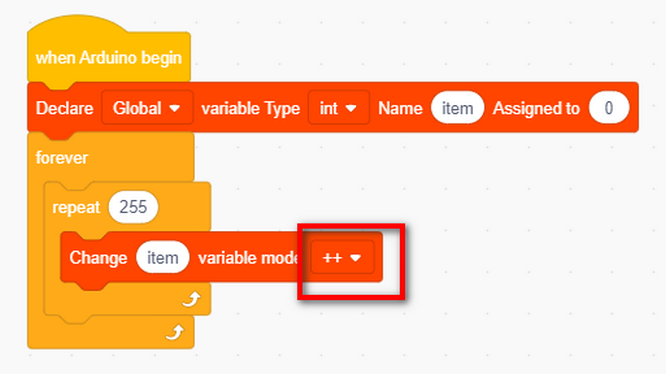 when Arduino begin
Declare Global variable Type int Name item Assigned to 0
forever
repeat 255
Change item variable mode ++